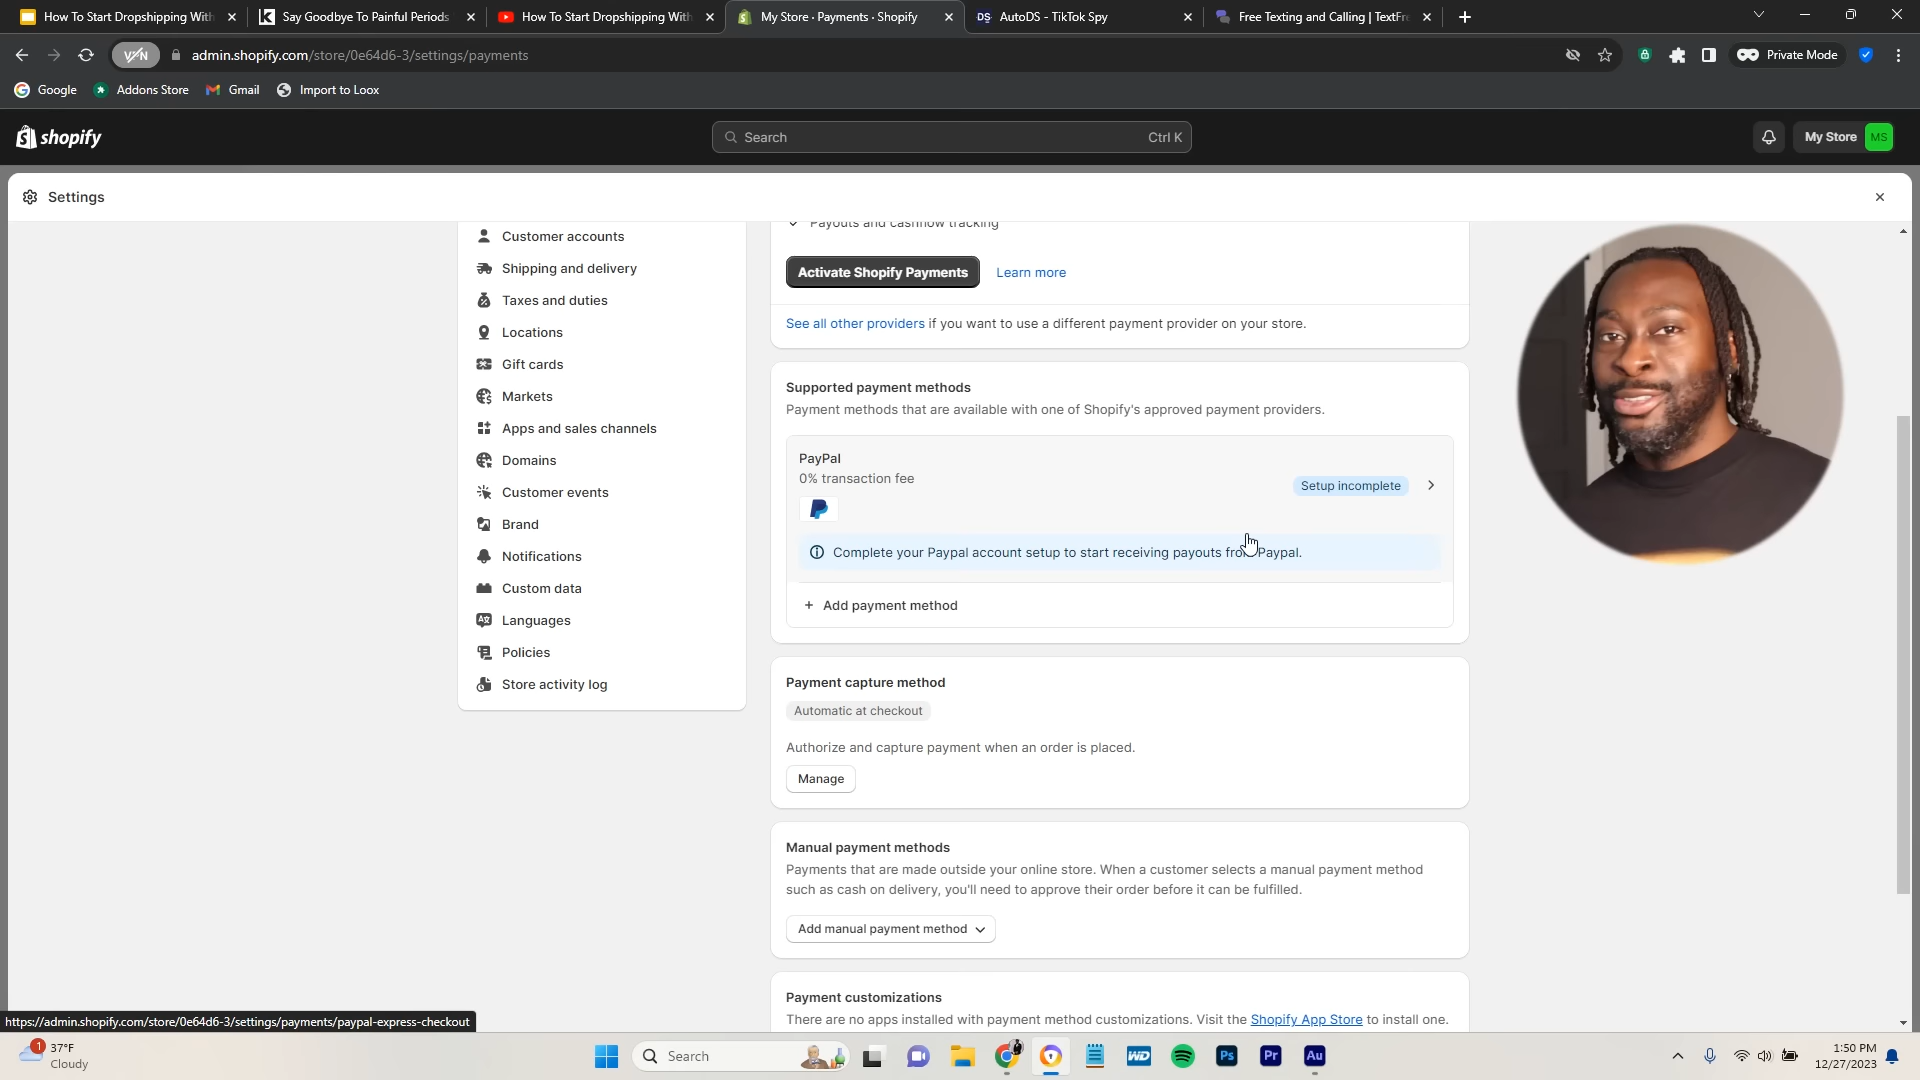 How To Start Dropshipping With
Say Goodbye To Painful Periods
How To Start Dropshipping With
My Store · Payments · Shopify
DS AutoDS - TikTok Spy
Free Texting and Calling | TextFre
VPN
admin.shopify.com/store/0e64d6-3/settings/payments
Private Mode
Google
Addons Store
Gmail
Import to Loox
shopify
Search
Ctrl K
My Store
MS
Settings
Payouts and cashflow tracking
Customer accounts
Shipping and delivery
Taxes and duties
Locations
Gift cards
Markets
Apps and sales channels
Domains
Customer events
Brand
Notifications
Custom data
Languages
Policies
Store activity log
Activate Shopify Payments
Learn more
See all other providers if you want to use a different payment provider on your store.
Supported payment methods
Payment methods that are available with one of Shopify's approved payment providers.
PayPal
0% transaction fee
Setup incomplete
Complete your Paypal account setup to start receiving payouts from Paypal.
+ Add payment method
Payment capture method
Automatic at checkout
Authorize and capture payment when an order is placed.
Manage
Manual payment methods
Payments that are made outside your online store. When a customer selects a manual payment method
such as cash on delivery, you'll need to approve their order before it can be fulfilled.
Add manual payment method
Payment customizations
There are no apps installed with payment method customizations. Visit the Shopify App Store to install one.
https://admin.shopify.com/store/0e64d6-3/settings/payments/paypal-express-checkout
1
37°F
Cloudy
Search
WD
Ps
Pr
Au
1:50 PM
12/27/2023